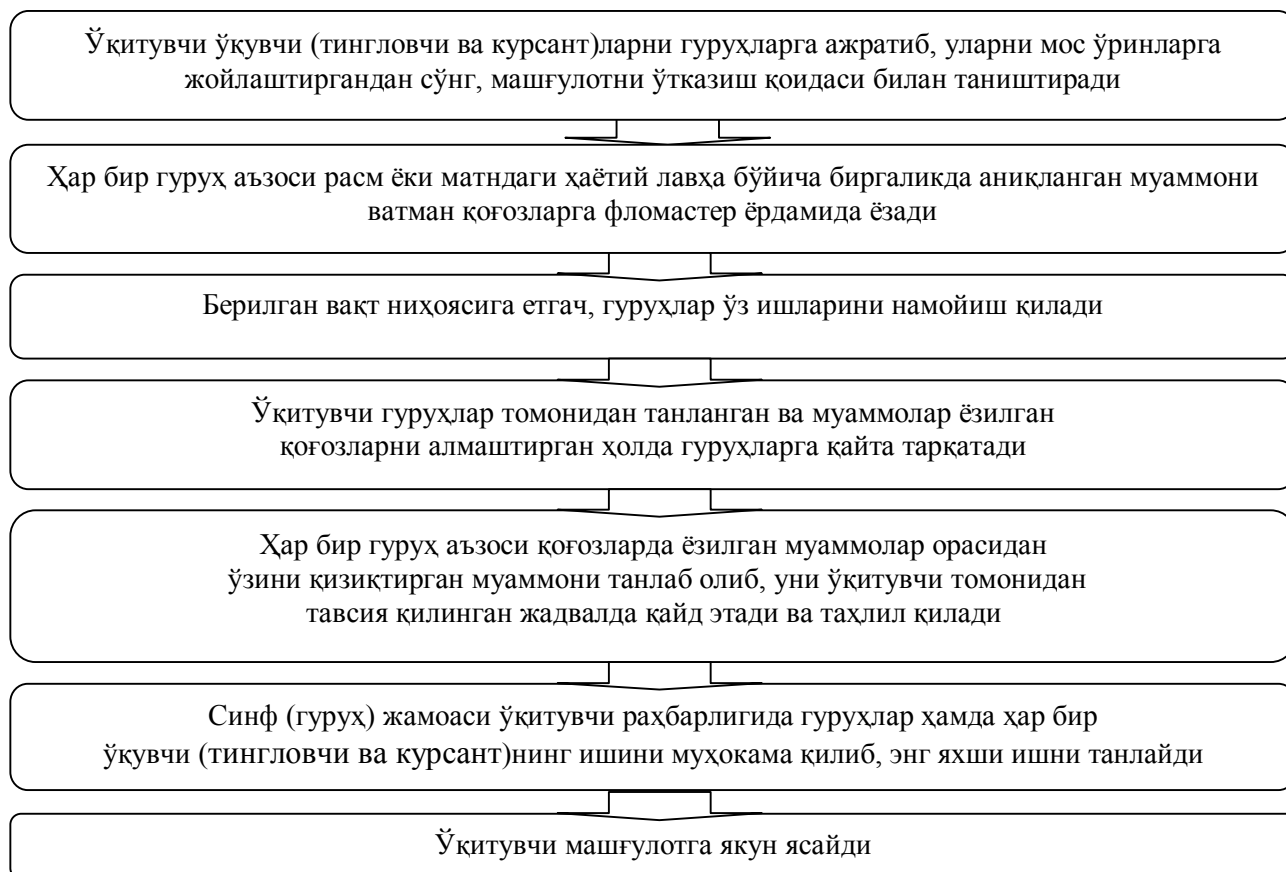 Ўқитувчи ўқувчи (тингловчи ва курсант)ларни гуруҳларга ажратиб, уларни мос ўринларга
жойлаштиргандан сўнг, машғулотни ўтказиш қоидаси билан таништиради
Ҳар бир гуруҳ аъзоси расм ёки матндаги ҳаётий лавҳа бўйича биргаликда аниқланган муаммони
ватман қоғозларга фломастер ёрдамида ёзади
Берилган вақт ниҳоясига етгач, гуруҳлар ўз ишларини намойиш қилади
Ўқитувчи гуруҳлар томонидан танланган ва муаммолар ёзилган
қоғозларни алмаштирган ҳолда гуруҳларга қайта тарқатади
Ҳар бир гуруҳ аъзоси қоғозларда ёзилган муаммолар орасидан
ўзини қизиқтирган муаммони танлаб олиб, уни ўқитувчи томонидан
тавсия қилинган жадвалда қайд этади ва таҳлил қилади
Синф (гуруҳ) жамоаси ўқитувчи раҳбарлигида гуруҳлар ҳамда ҳар бир
ўқувчи (тингловчи ва курсант)нинг ишини муҳокама қилиб, энг яхши ишни танлайди
Ўқитувчи машғулотга якун ясайди